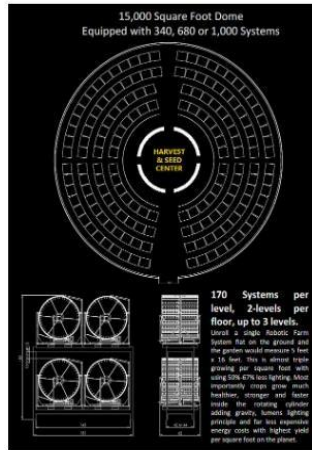 15,000 Square Foot Dome
Equipped with 340, 680 or 1,000 Systems
HARVEST
& SEED
CENTER
170 Systems per
level, 2-levels per
floor, up to 3 levels.
Unroll a single Robotic Farm
System flat on the ground and
the garden would measure 5 feet
x 16 feet. This is almost triple
growing per square foot with
using 50%-67% less lighting. Most
importantly crops grow much
healthier, stronger and faster
inside the rotating cylinder
adding gravity, lumens lighting
principle and far less expensive
energy costs with highest yield
per square foot on the planet.